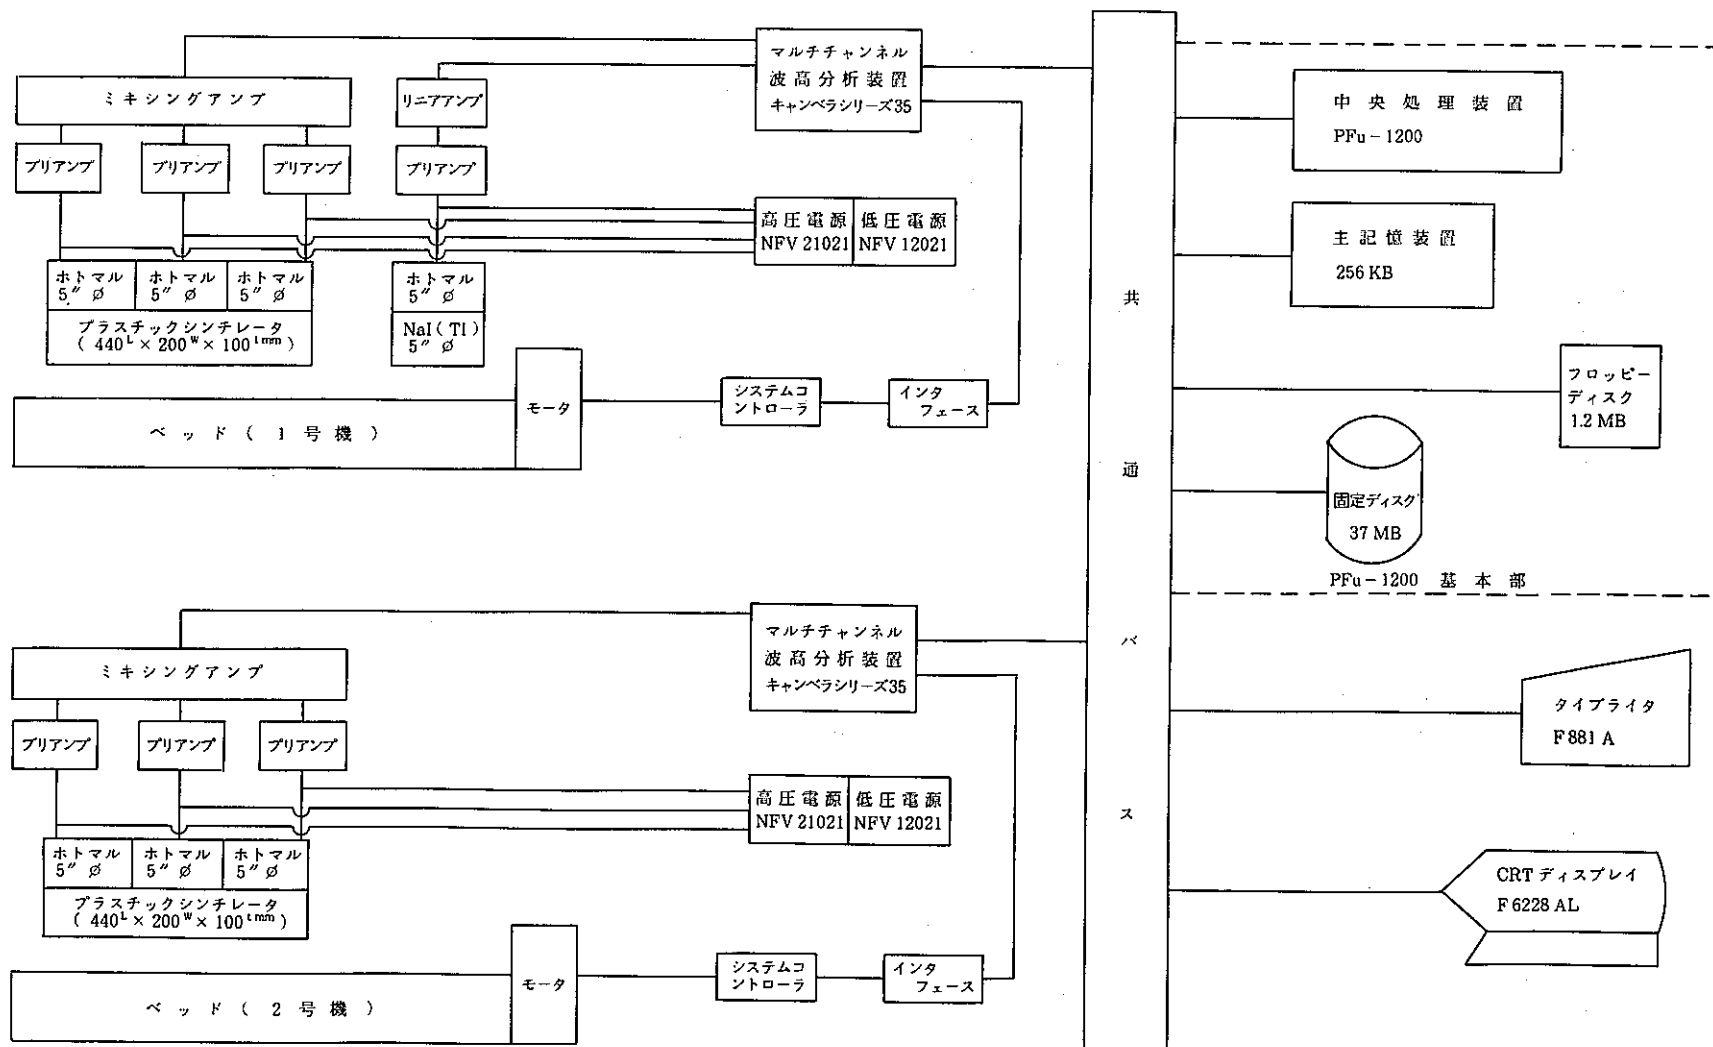 マルチチャンネル
波高分析装置
キャンベラシリーズ35
ミキシングアンプ
リニアアンプ
プリアンプ
プリアンプ
プリアンプ
プリアンプ
高圧電源
NFV 21021
低圧電源
NFV 12021
ホトマル
5″ φ
ホトマル
5″ φ
ホトマル
5″ φ
ホトマル
5″ φ
プラスチックシンチレータ
( 440ᴸ × 200ᵂ × 100ᵗᵐᵐ )
NaI ( Tl )
5″ φ
モータ
システムコ
ントローラ
インタ
フェース
ベッド ( 1号機 )
マルチチャンネル
波高分析装置
キャンベラシリーズ35
ミキシングアンプ
プリアンプ
プリアンプ
プリアンプ
高圧電源
NFV 21021
低圧電源
NFV 12021
ホトマル
5″ φ
ホトマル
5″ φ
ホトマル
5″ φ
プラスチックシンチレータ
( 440ᴸ × 200ᵂ × 100ᵗᵐᵐ )
モータ
システムコ
ントローラ
インタ
フェース
ベッド ( 2号機 )
共通バス
中央処理装置
PFu-1200
主記憶装置
256 KB
フロッピー
ディスク
1.2 MB
固定ディスク
37 MB
PFu-1200 基本部
タイプライタ
F 881 A
CRT ディスプレイ
F 6228 AL